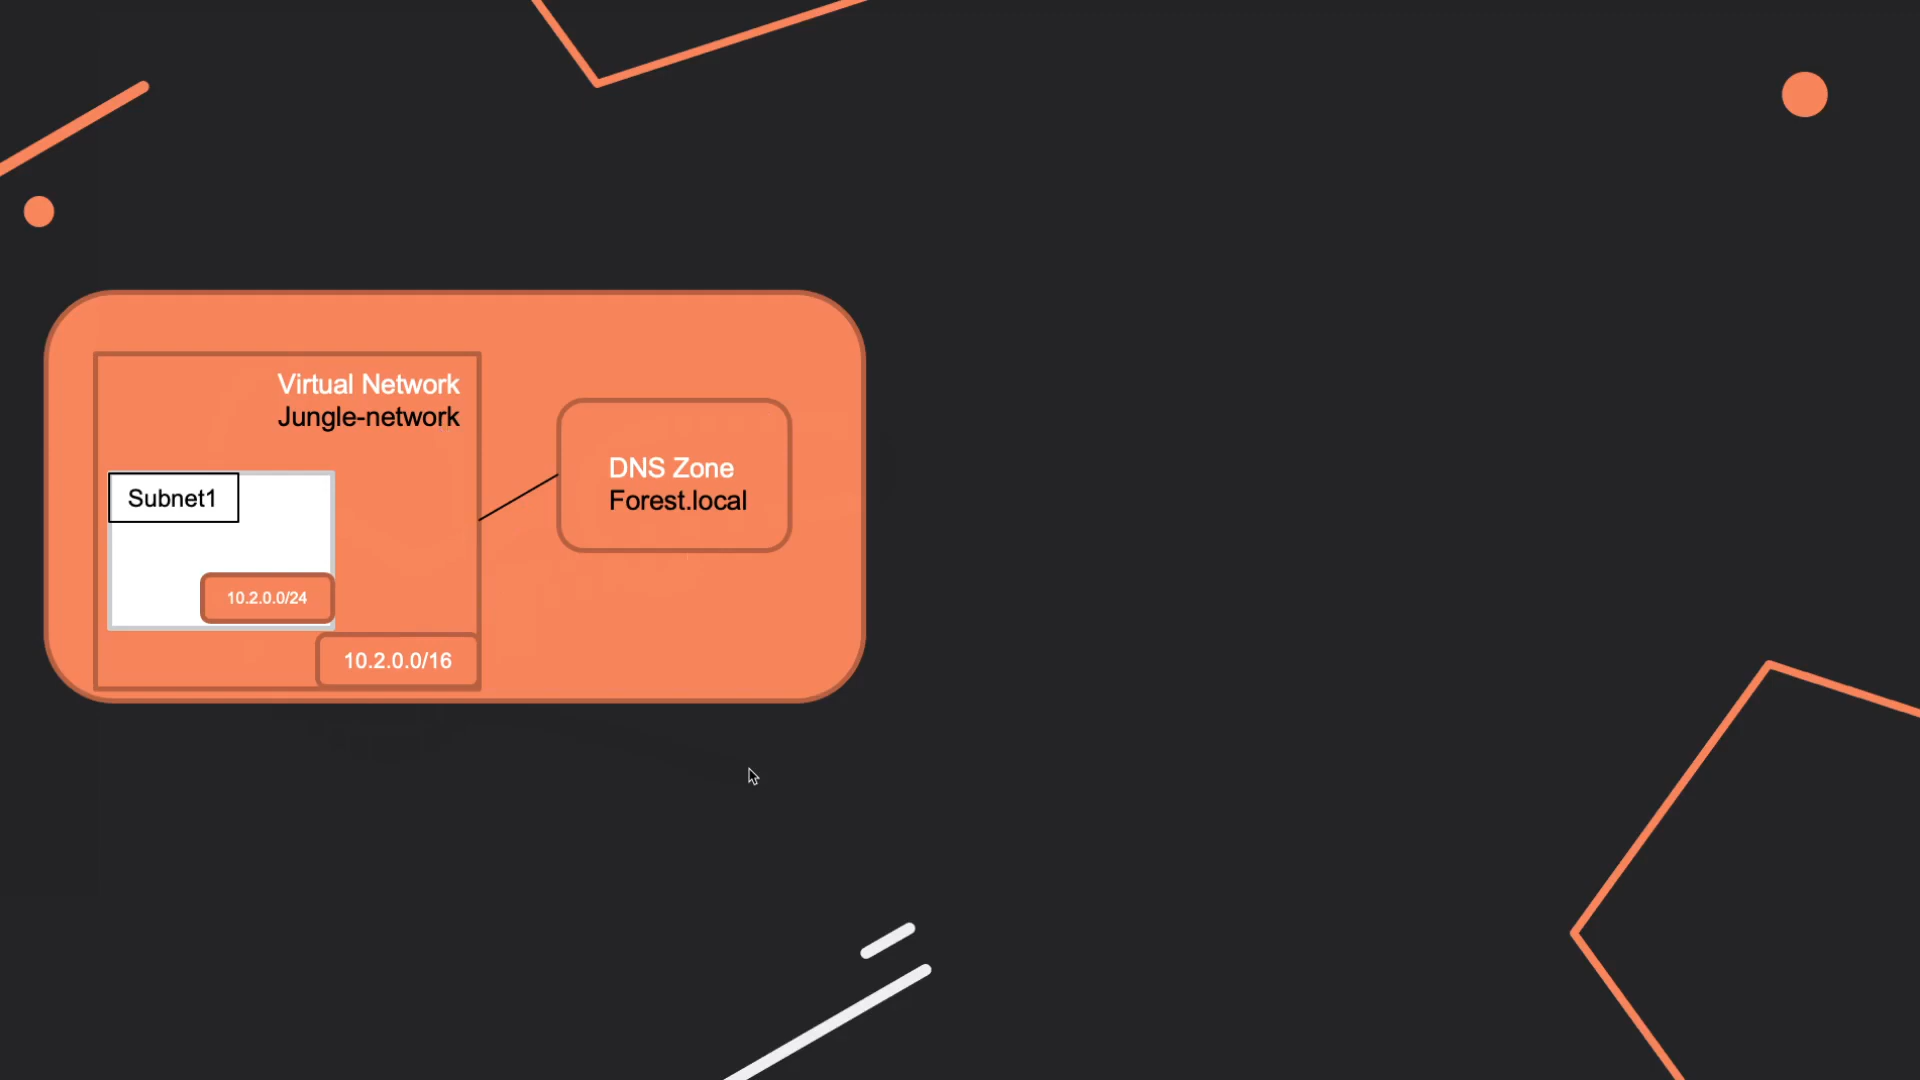 Virtual Network
Jungle-network
Subnet1
10.2.0.0/24
10.2.0.0/16
DNS Zone
Forest.local